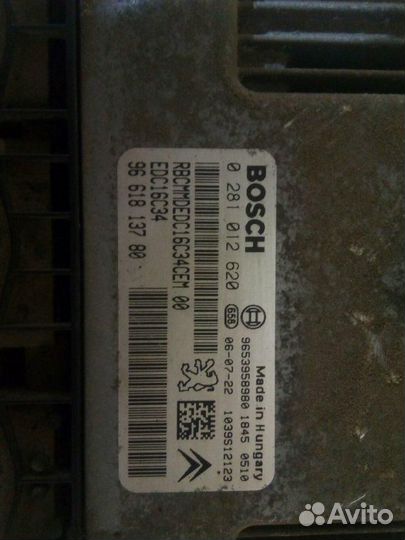 BOSCH
0 281 012 620
RBCMMDEDC16C34CEM 00
EDC16C34
96 618 137 80
Made in Hungary
9653958980 1845 0510
658
06-07-22 1039S12123
Avito